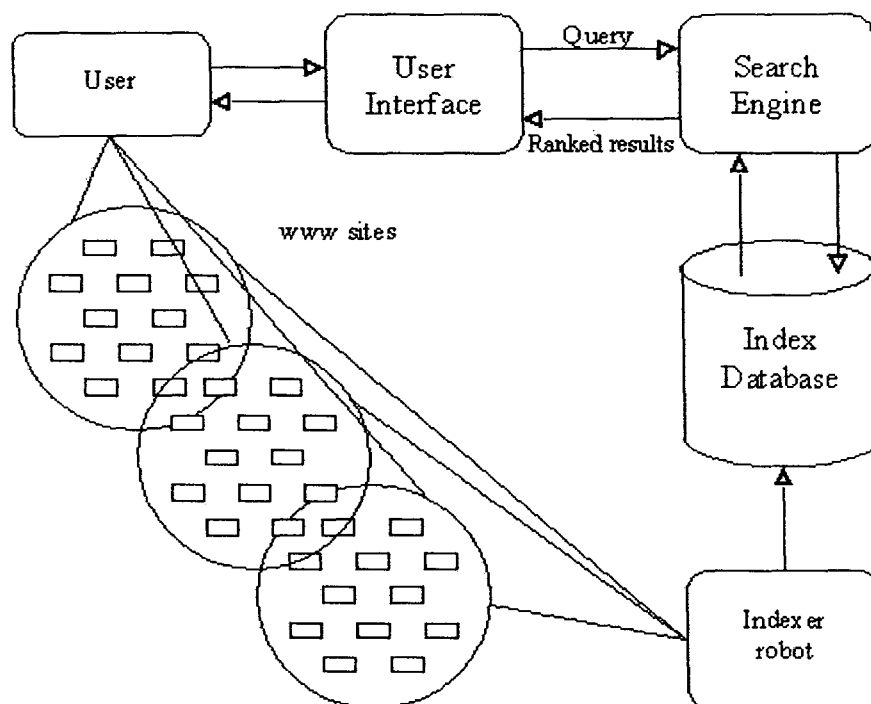 User
User
Interface
Query
Ranked results
Search
Engine
www sites
Index
Database
Indexer
robot